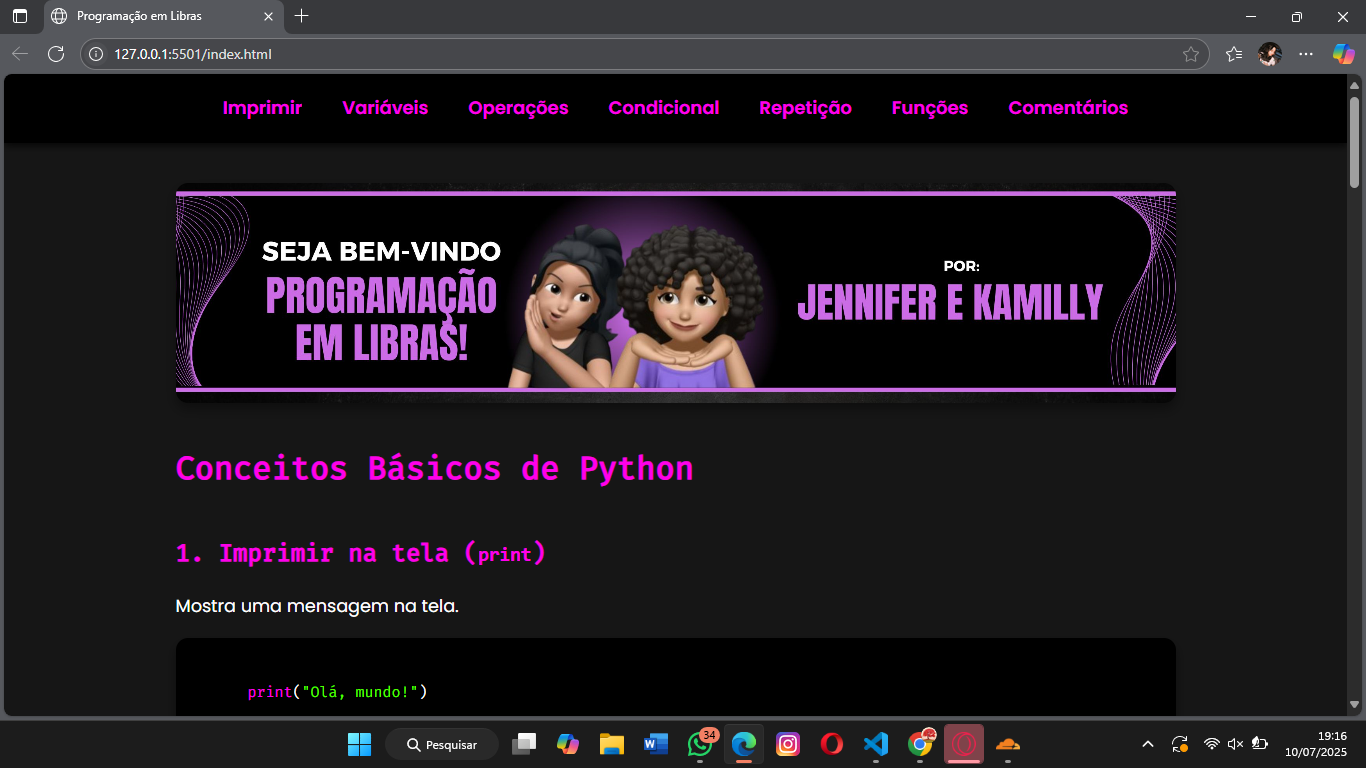 Programação em Libras
127.0.0.1:5501/index.html
Imprimir Variáveis Operações Condicional Repetição Funções Comentários
SEJA BEM-VINDO
PROGRAMAÇÃO
EM LIBRAS!
POR:
JENNIFER E KAMILLY
Conceitos Básicos de Python
1. Imprimir na tela (print)
Mostra uma mensagem na tela.
print("Olá, mundo!")
Pesquisar
34
19:16
10/07/2025